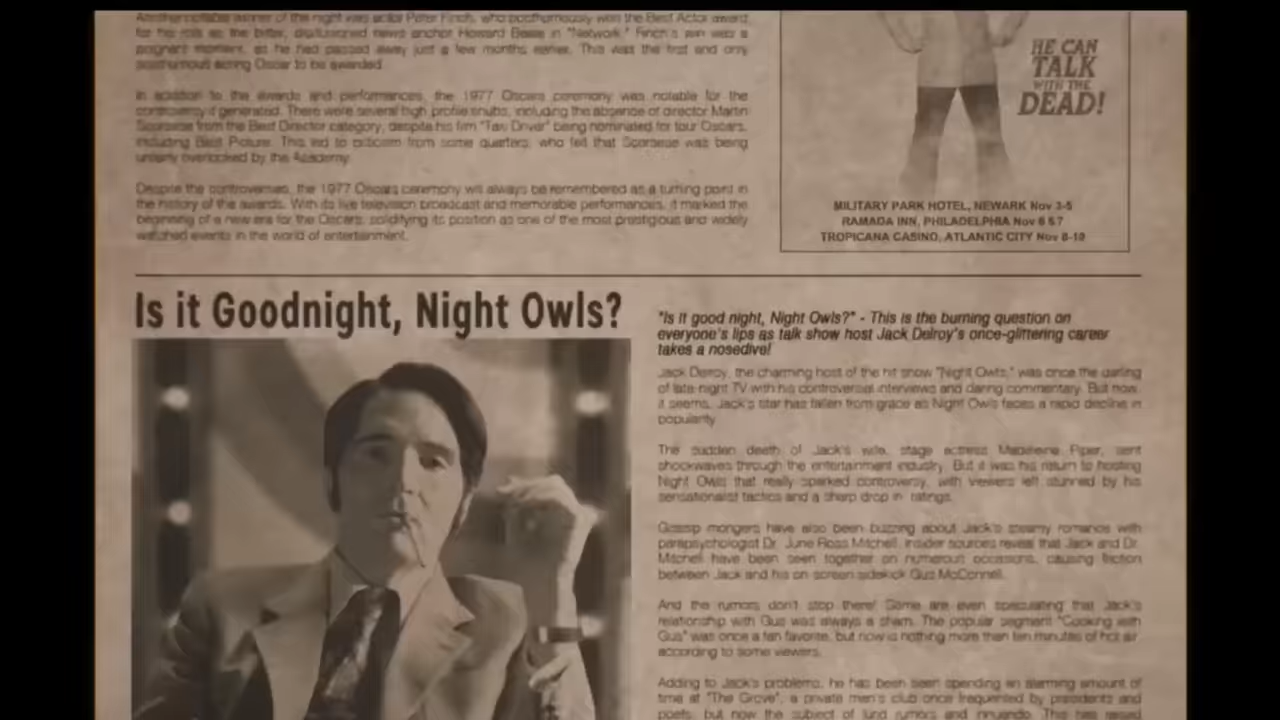 Another notable winner of the night was actor Peter Finch, who posthumously won the Best Actor award
for his role as the bitter, disillusioned news anchor Howard Beale in "Network." Finch's win was a
poignant moment, as he had passed away just a few months earlier. This was the first and only
posthumous acting Oscar to be awarded.
In addition to the awards and performances, the 1977 Oscars ceremony was notable for the
controversy it generated. There were several high profile snubs, including the absence of director Martin
Scorsese from the Best Director category, despite his film "Taxi Driver" being nominated for four Oscars,
including Best Picture. This led to criticism from some quarters, who felt that Scorsese was being
unfairly overlooked by the Academy.
Despite the controversies, the 1977 Oscars ceremony will always be remembered as a turning point in
the history of the awards. With its live television broadcast and memorable performances, it marked the
beginning of a new era for the Oscars, solidifying its position as one of the most prestigious and widely
watched events in the world of entertainment.
HE CAN
TALK
WITH THE
DEAD!
MILITARY PARK HOTEL, NEWARK Nov 3-5
RAMADA INN, PHILADELPHIA Nov 6 & 7
TROPICANA CASINO, ATLANTIC CITY Nov 8-10
Is it Goodnight, Night Owls?
"Is it good night, Night Owls?" - This is the burning question on
everyone's lips as talk show host Jack Delroy's once-glittering career
takes a nosedive!
Jack Delroy, the charming host of the hit show "Night Owls," was once the darling
of late-night TV with his controversial interviews and daring commentary. But now,
it seems, Jack's star has fallen from grace as Night Owls faces a rapid decline in
popularity.
The sudden death of Jack's wife, stage actress Madeleine Piper, sent
shockwaves through the entertainment industry. But it was his return to hosting
Night Owls that really sparked controversy, with viewers left stunned by his
sensationalist tactics and a sharp drop in ratings.
Gossip mongers have also been buzzing about Jack's steamy romance with
parapsychologist Dr. June Ross Mitchell. Insider sources reveal that Jack and Dr.
Mitchell have been seen together on numerous occasions, causing friction
between Jack and his on screen sidekick Gus McConnell.
And the rumors don't stop there! Some are even speculating that Jack's
relationship with Gus was always a sham. The popular segment "Cooking with
Gus" was once a fan favorite, but now is nothing more than ten minutes of hot air
according to some viewers.
Adding to Jack's problems, he has been seen spending an alarming amount of
time at "The Grove", a private men's club once frequented by presidents and
poets, but now the subject of lurid rumors and innuendo. This has raised